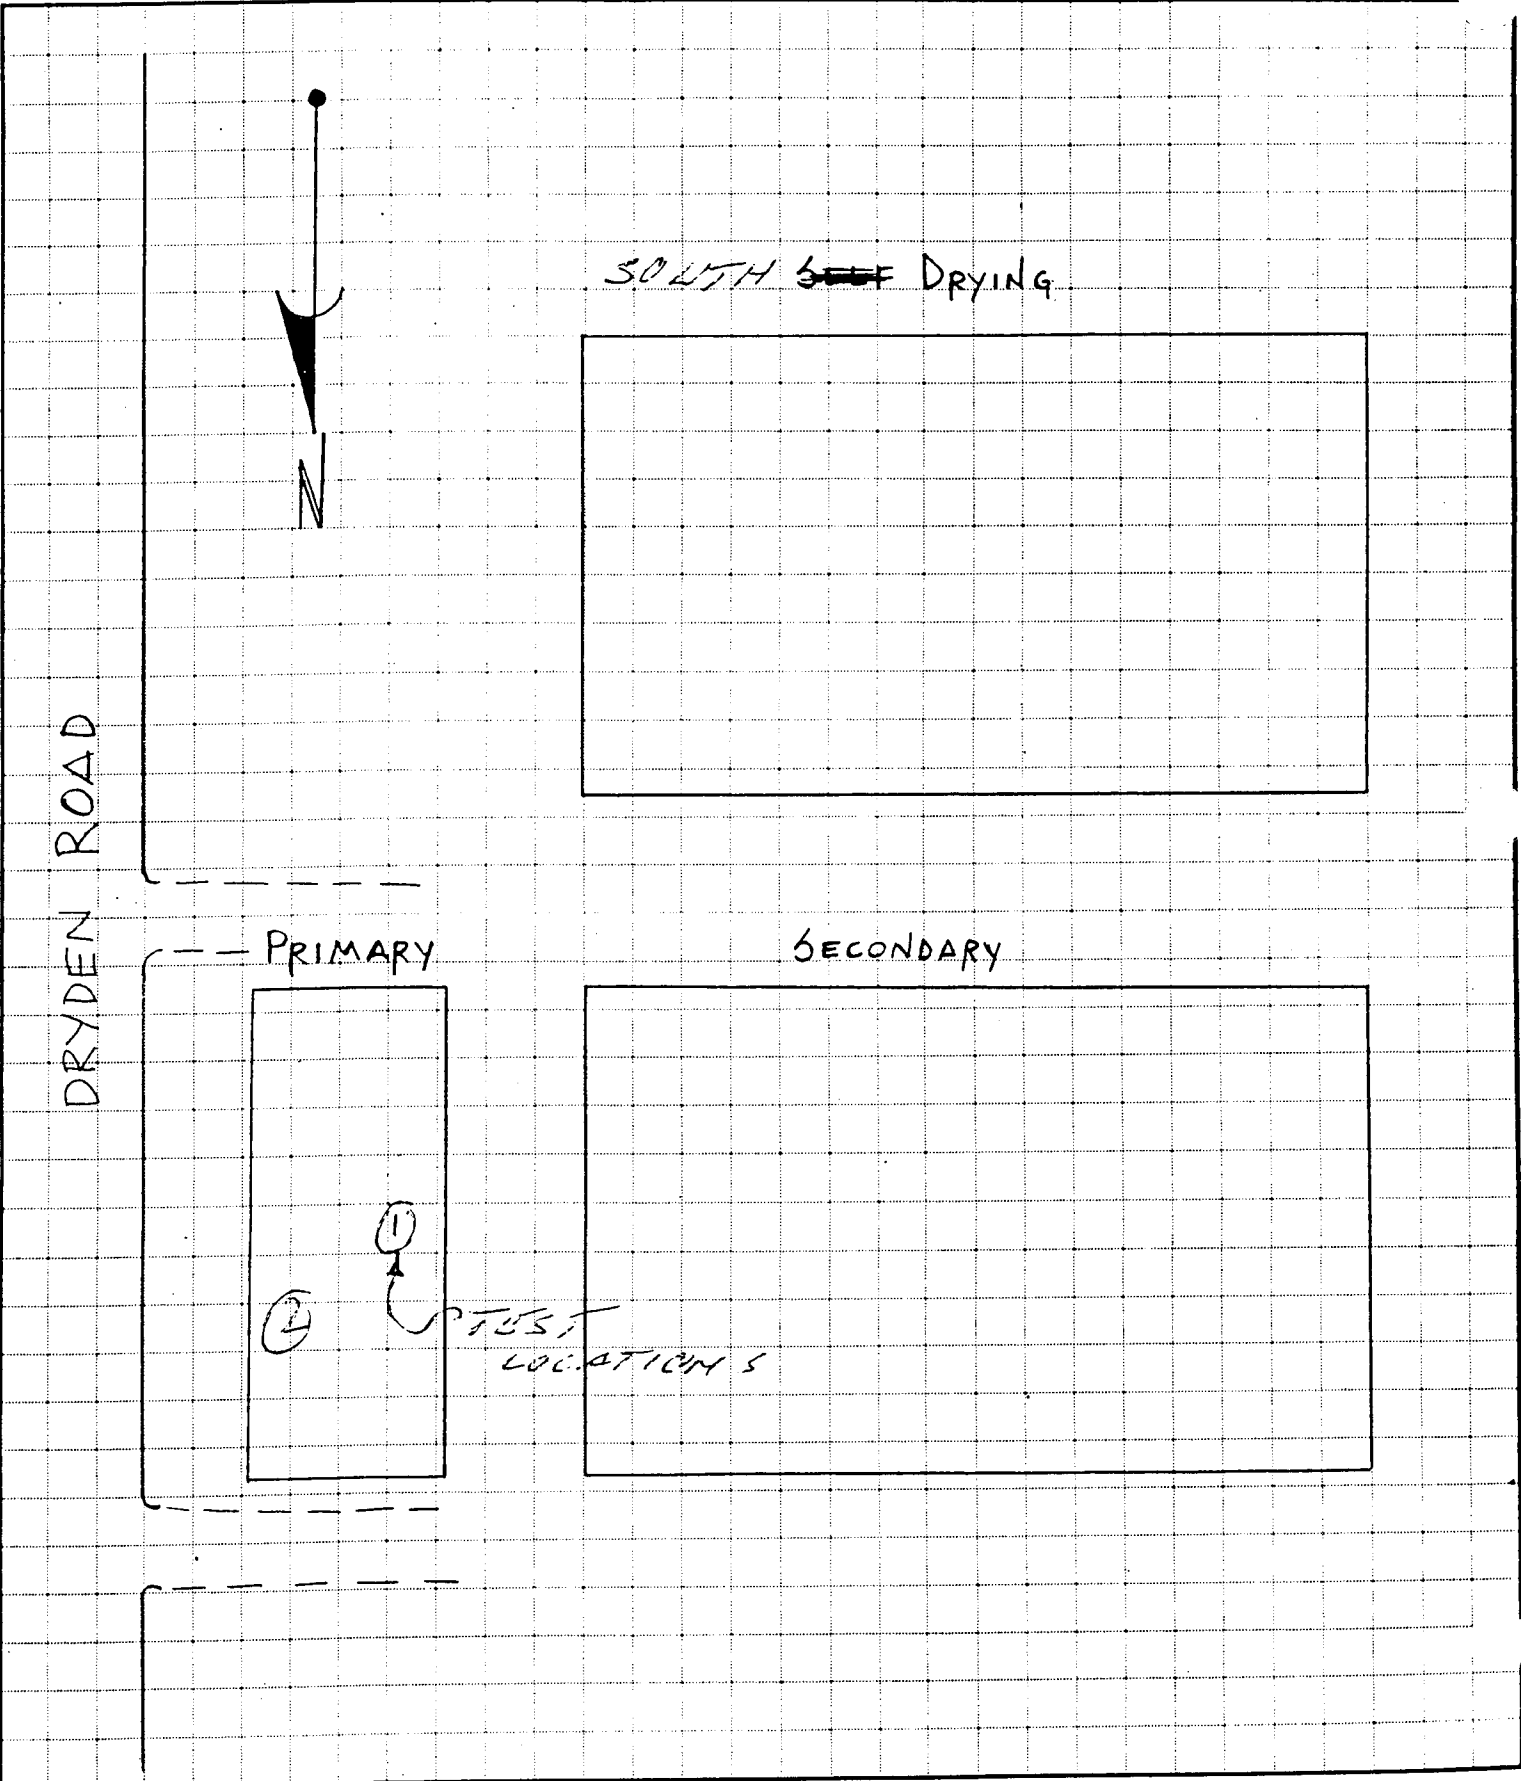 SOUTH DRYING
N
DRYDEN ROAD
PRIMARY
SECONDARY
1
2
TEST
LOCATIONS